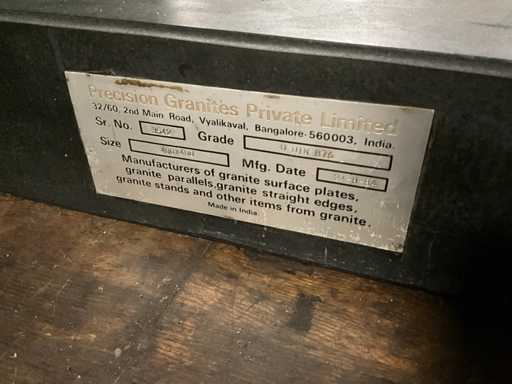 Precision Granites Private Limited
32/60, 2nd Main Road, Vyalikaval, Bangalore-560003, India.
Sr. No. Grade
Size Mfg. Date
Manufacturers of granite surface plates,
granite parallels, granite straight edges,
granite stands and other items from granite.
Made in India